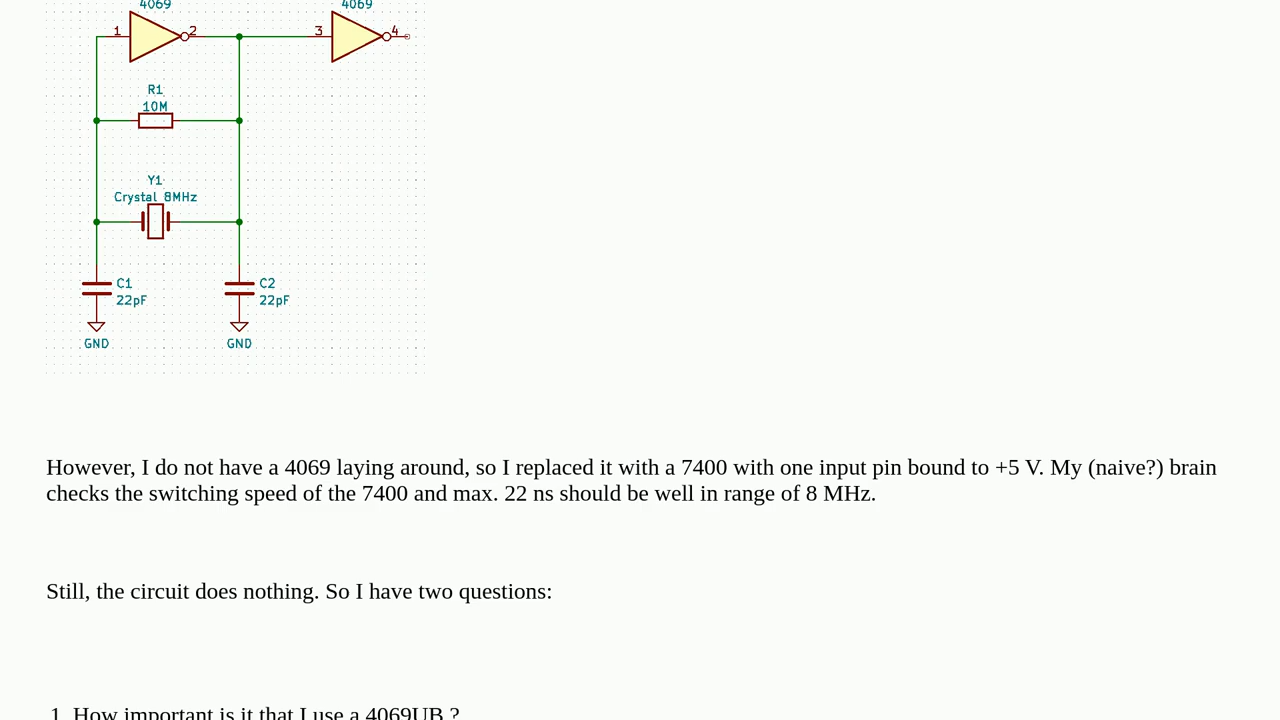 4069 4069
1 2 3 4
R1
10M
Y1
Crystal 8MHz
C1 C2
22pF 22pF
GND GND
However, I do not have a 4069 laying around, so I replaced it with a 7400 with one input pin bound to +5 V. My (naive?) brain
checks the switching speed of the 7400 and max. 22 ns should be well in range of 8 MHz.
Still, the circuit does nothing. So I have two questions:
1. How important is it that I use a 4069UB ?